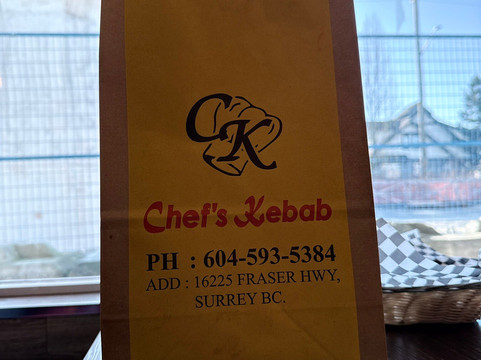 CK
Chef's Kebab
PH : 604-593-5384
ADD : 16225 FRASER HWY,
SURREY BC.